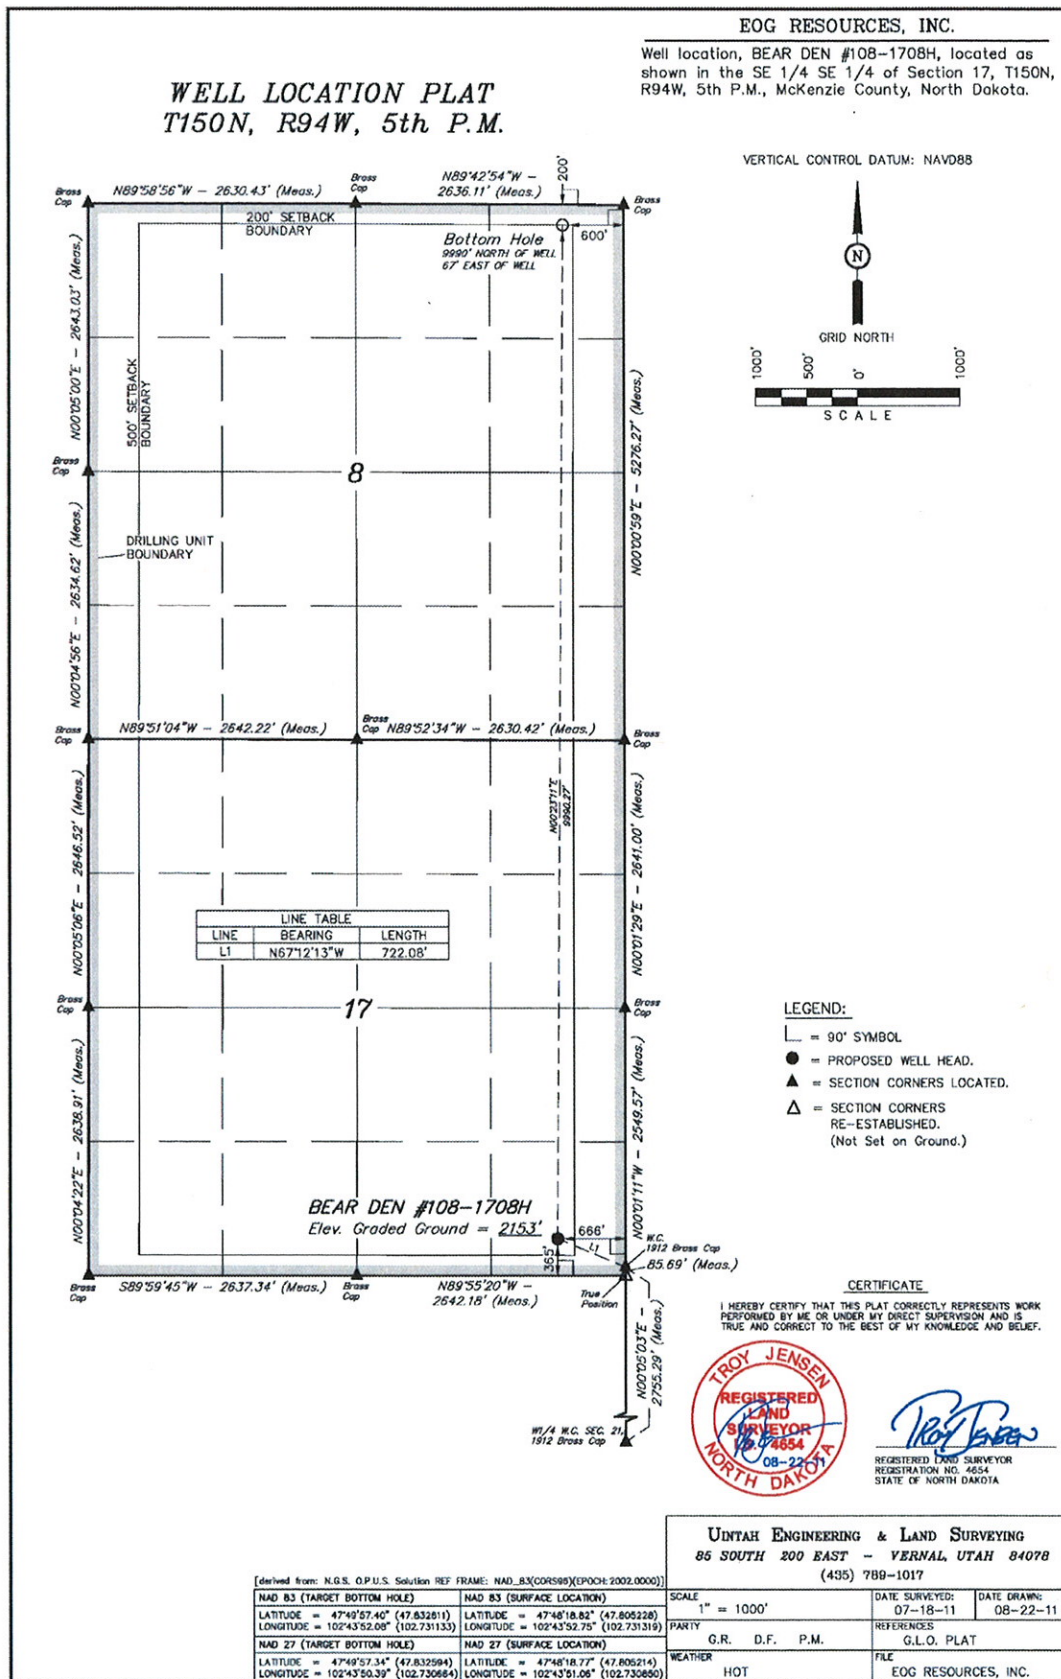 EOG RESOURCES, INC.
Well location, BEAR DEN #108-1708H, located as
shown in the SE 1/4 SE 1/4 of Section 17, T150N,
R94W, 5th P.M., McKenzie County, North Dakota.
WELL LOCATION PLAT
T150N, R94W, 5th P.M.
VERTICAL CONTROL DATUM: NAVD88
N
GRID NORTH
1000'
500'
0'
1000'
SCALE
Brass
Cap
N89°58'56"W - 2630.43' (Meas.)
Brass
Cap
N89°42'54"W -
2636.11' (Meas.)
200'
Brass
Cap
200' SETBACK
BOUNDARY
Bottom Hole
9990' NORTH OF WELL
67' EAST OF WELL
600'
N00°05'00"E - 2643.03' (Meas.)
500' SETBACK
BOUNDARY
N00°00'59"E - 5276.27' (Meas.)
Brass
Cap
8
DRILLING UNIT
BOUNDARY
N00°04'56"E - 2634.62' (Meas.)
Brass
Cap
N89°51'04"W - 2642.22' (Meas.)
Brass
Cap
N89°52'34"W - 2630.42' (Meas.)
Brass
Cap
N00°23'11"E
9990.27'
N00°05'06"E - 2646.52' (Meas.)
N00°01'29"E - 2641.00' (Meas.)
LINE TABLE
LINE BEARING LENGTH
L1 N67°12'13"W 722.08'
Brass
Cap
17
Brass
Cap
N00°04'22"E - 2638.91' (Meas.)
N00°01'11"W - 2549.57' (Meas.)
LEGEND:
= 90° SYMBOL
= PROPOSED WELL HEAD.
= SECTION CORNERS LOCATED.
= SECTION CORNERS
RE-ESTABLISHED.
(Not Set on Ground.)
BEAR DEN #108-1708H
Elev. Graded Ground = 2153'
666'
L1
365'
W.C.
1912 Brass Cap
85.69' (Meas.)
Brass
Cap
S89°59'45"W - 2637.34' (Meas.)
Brass
Cap
N89°55'20"W -
2642.18' (Meas.)
True
Position
N00°05'03"E -
2755.29' (Meas.)
W1/4 W.C. SEC. 21,
1912 Brass Cap
CERTIFICATE
I HEREBY CERTIFY THAT THIS PLAT CORRECTLY REPRESENTS WORK
PERFORMED BY ME OR UNDER MY DIRECT SUPERVISION AND IS
TRUE AND CORRECT TO THE BEST OF MY KNOWLEDGE AND BELIEF.
TROY JENSEN
REGISTERED
LAND
SURVEYOR
4654
08-22-11
NORTH DAKOTA
TROY JENSEN
REGISTERED LAND SURVEYOR
REGISTRATION NO. 4654
STATE OF NORTH DAKOTA
UINTAH ENGINEERING & LAND SURVEYING
85 SOUTH 200 EAST - VERNAL, UTAH 84078
(435) 789-1017
SCALE
1" = 1000'
DATE SURVEYED:
07-18-11
DATE DRAWN:
08-22-11
PARTY
G.R. D.F. P.M.
REFERENCES
G.L.O. PLAT
WEATHER
HOT
FILE
EOG RESOURCES, INC.
[derived from: N.G.S. O.P.U.S. Solution REF FRAME: NAD_83(CORS96)(EPOCH:2002.0000)]
NAD 83 (TARGET BOTTOM HOLE)
LATITUDE = 47°49'57.40" (47.832611)
LONGITUDE = 102°43'52.08" (102.731133)
NAD 83 (SURFACE LOCATION)
LATITUDE = 47°48'18.82" (47.805228)
LONGITUDE = 102°43'52.75" (102.731319)
NAD 27 (TARGET BOTTOM HOLE)
LATITUDE = 47°49'57.34" (47.832594)
LONGITUDE = 102°43'50.39" (102.730664)
NAD 27 (SURFACE LOCATION)
LATITUDE = 47°48'18.77" (47.805214)
LONGITUDE = 102°43'51.06" (102.730850)